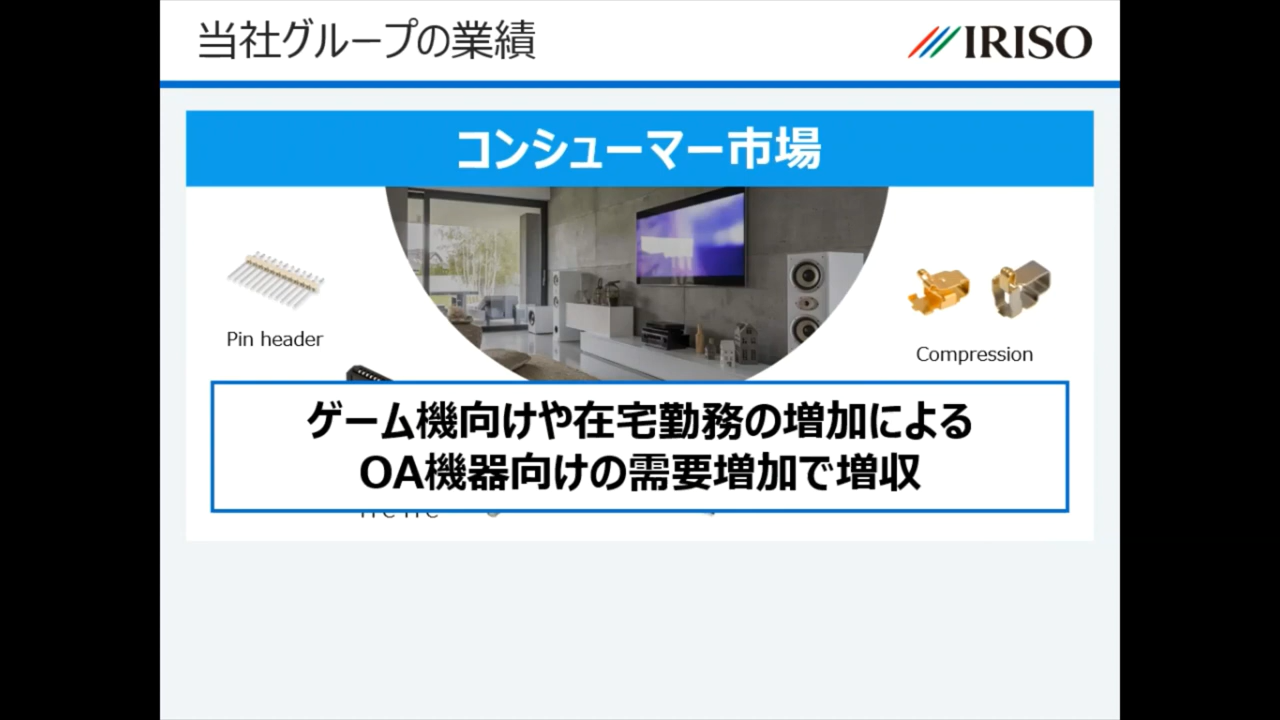 当社グループの業績
IRISO
コンシューマー市場
Pin header
Compression
ゲーム機向けや在宅勤務の増加による
OA機器向けの需要増加で増収